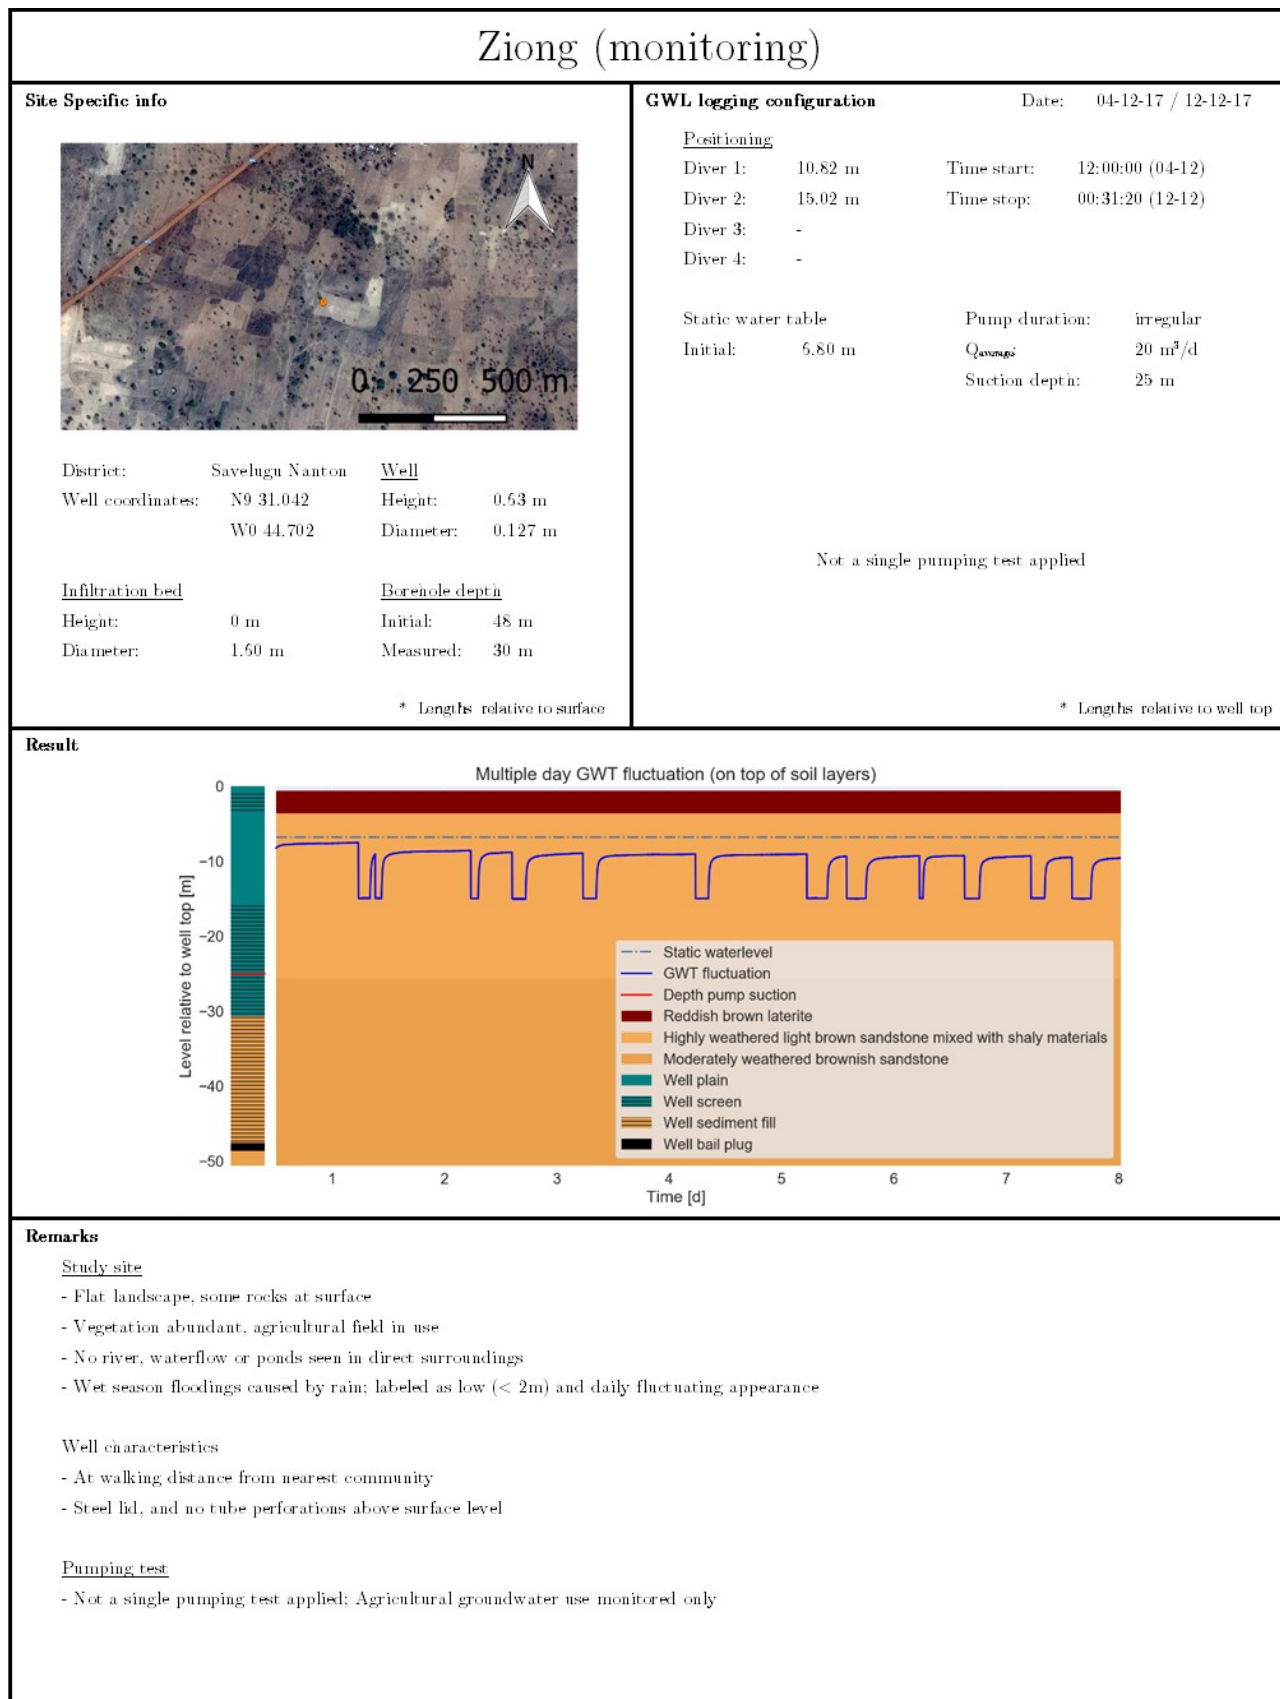 Ziong (monitoring)
Site Specific info
N
0 250 500 m
District: Savelugu Nanton Well
Well coordinates: N9 31.042 Height: 0.63 m
W0 44.702 Diameter: 0.127 m
Infiltration bed Borehole depth
Height: 0 m Initial: 48 m
Diameter: 1.60 m Measured: 30 m
* Lengths relative to surface
GWL logging configuration Date: 04-12-17 / 12-12-17
Positioning
Diver 1: 10.82 m Time start: 12:00:00 (04-12)
Diver 2: 15.02 m Time stop: 00:31:20 (12-12)
Diver 3: -
Diver 4: -
Static water table Pump duration: irregular
Initial: 6.80 m Qaverage: 20 m³/d
Suction depth: 25 m
Not a single pumping test applied
* Lengths relative to well top
Result
Multiple day GWT fluctuation (on top of soil layers)
Level relative to well top [m]
0
−10
−20
−30
−40
−50
Static waterlevel
GWT fluctuation
Depth pump suction
Reddish brown laterite
Highly weathered light brown sandstone mixed with shaly materials
Moderately weathered brownish sandstone
Well plain
Well screen
Well sediment fill
Well bail plug
1 2 3 4 5 6 7 8
Time [d]
Remarks
Study site
- Flat landscape, some rocks at surface
- Vegetation abundant, agricultural field in use
- No river, waterflow or ponds seen in direct surroundings
- Wet season floodings caused by rain; labeled as low (< 2m) and daily fluctuating appearance
Well characteristics
- At walking distance from nearest community
- Steel lid, and no tube perforations above surface level
Pumping test
- Not a single pumping test applied; Agricultural groundwater use monitored only